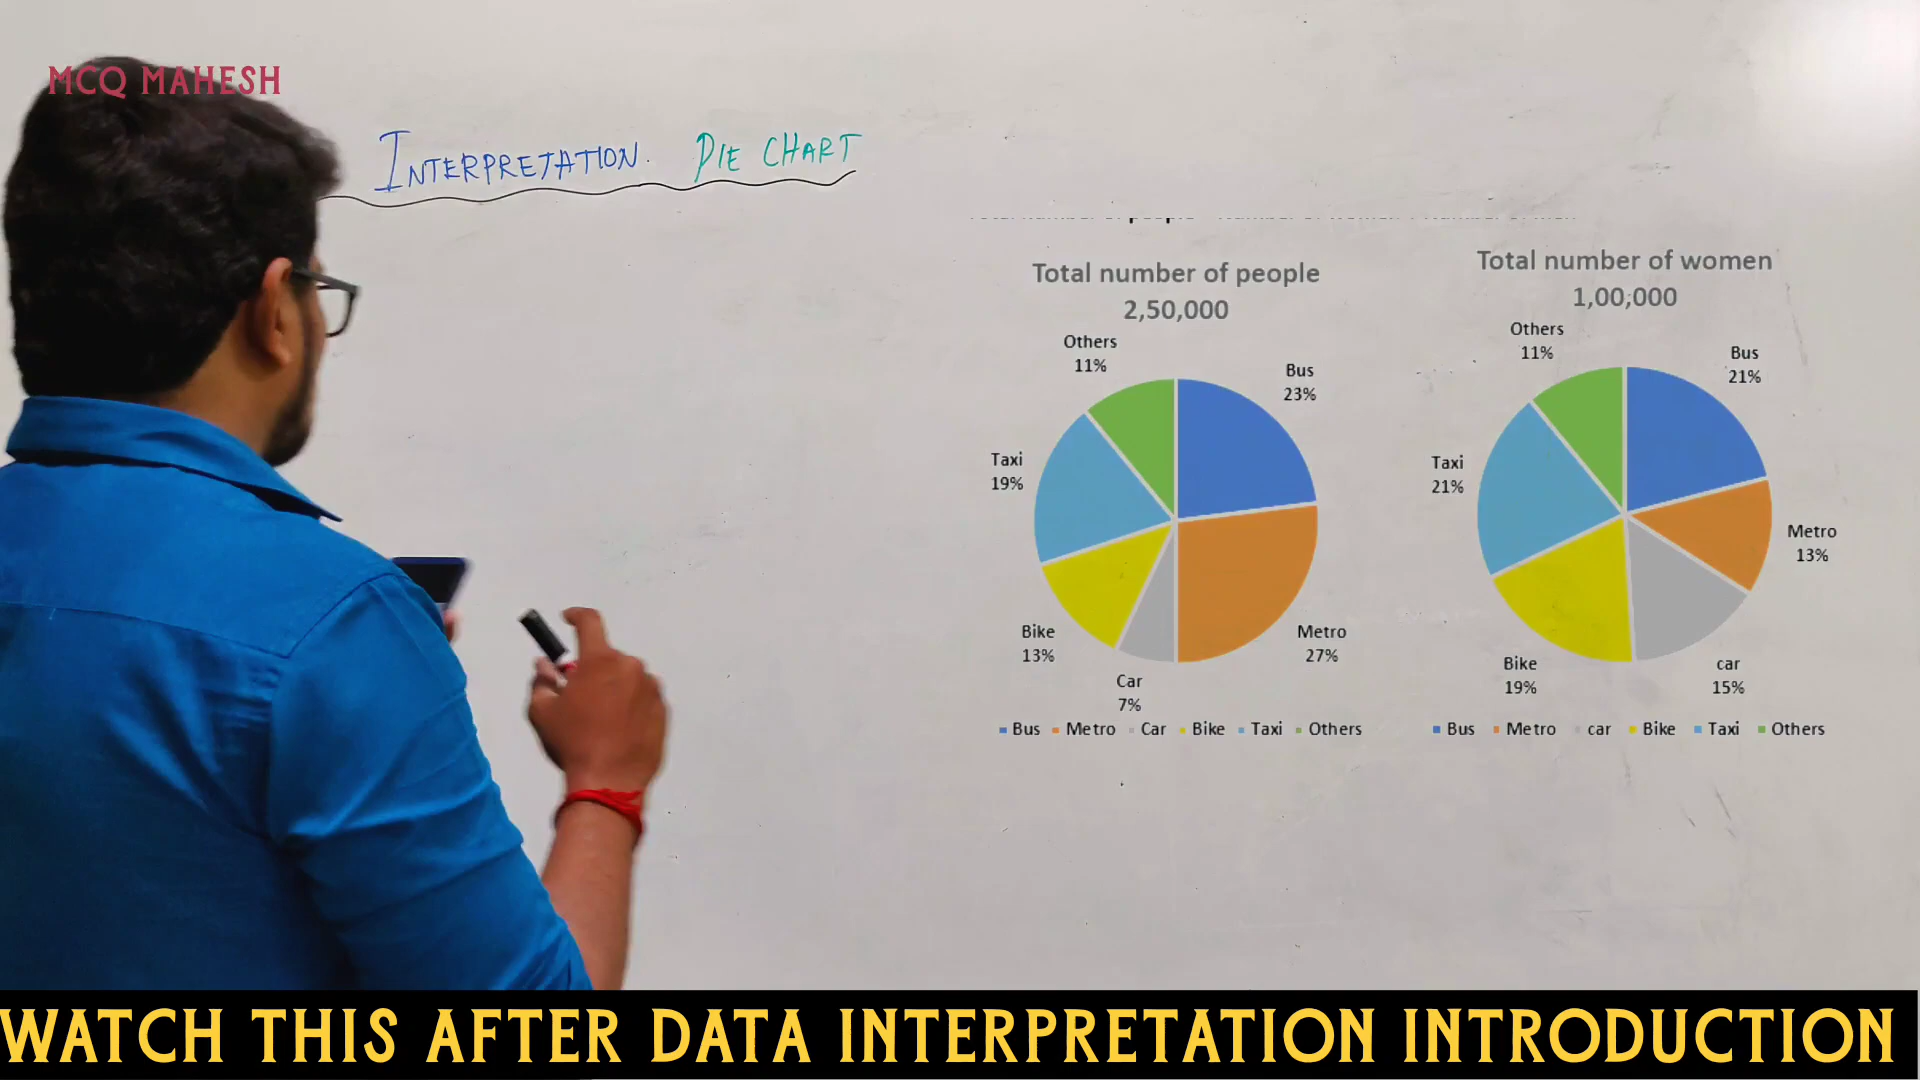 MCQ MAHESH
INTERPRETATION. PIE CHART
Total number of people
2,50,000
Others
11%
Bus
23%
Taxi
19%
Bike
13%
Car
7%
Metro
27%
Bus Metro Car Bike Taxi Others
Total number of women
1,00,000
Others
11%
Bus
21%
Taxi
21%
Metro
13%
Bike
19%
car
15%
Bus Metro car Bike Taxi Others
WATCH THIS AFTER DATA INTERPRETATION INTRODUCTION